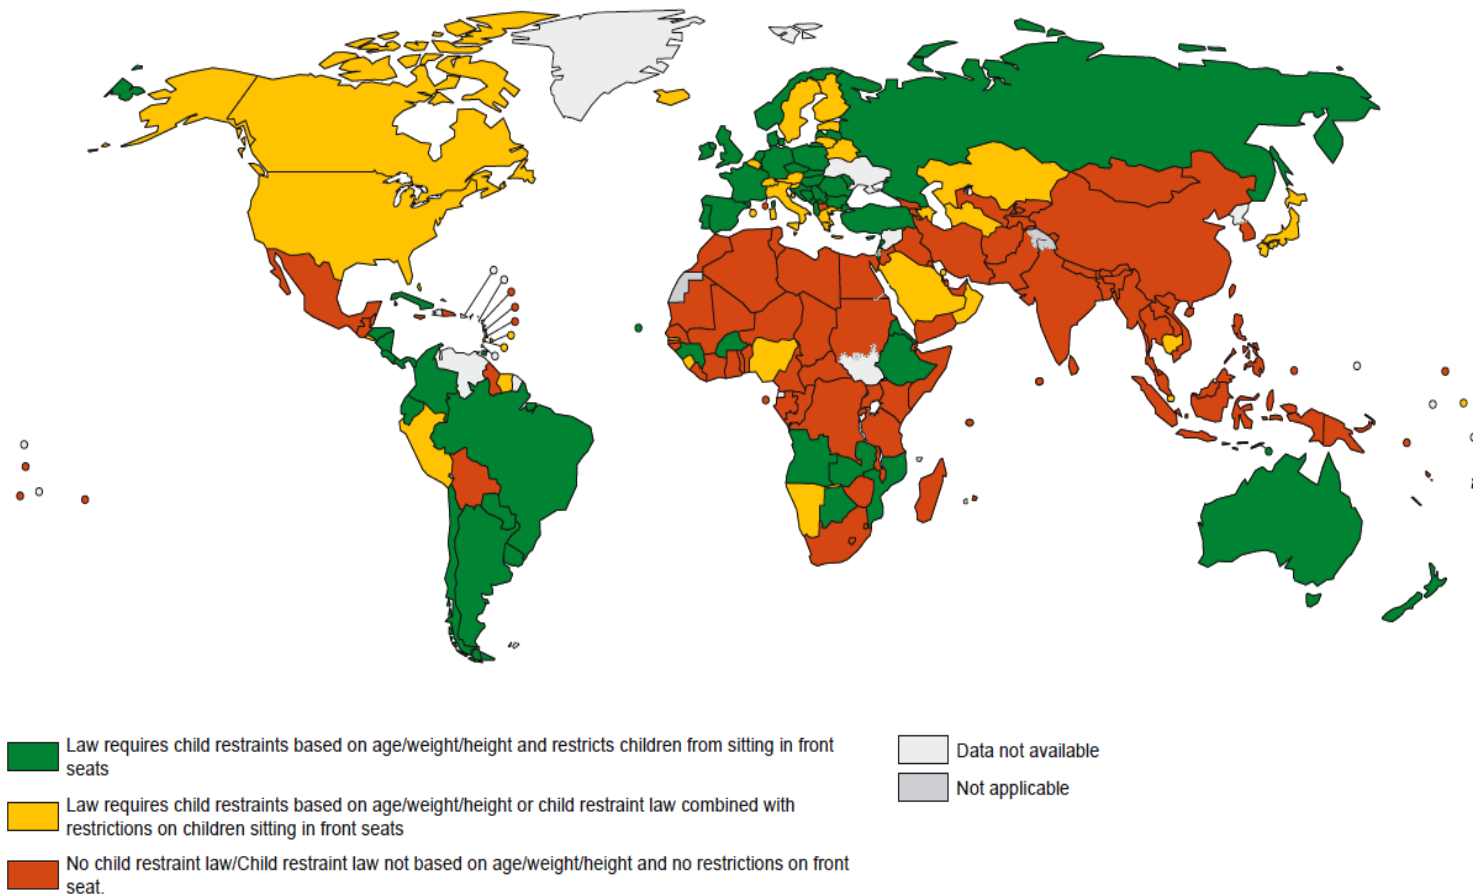 Law requires child restraints based on age/weight/height and restricts children from sitting in front
seats
Law requires child restraints based on age/weight/height or child restraint law combined with
restrictions on children sitting in front seats
No child restraint law/Child restraint law not based on age/weight/height and no restrictions on front
seat.
Data not available
Not applicable